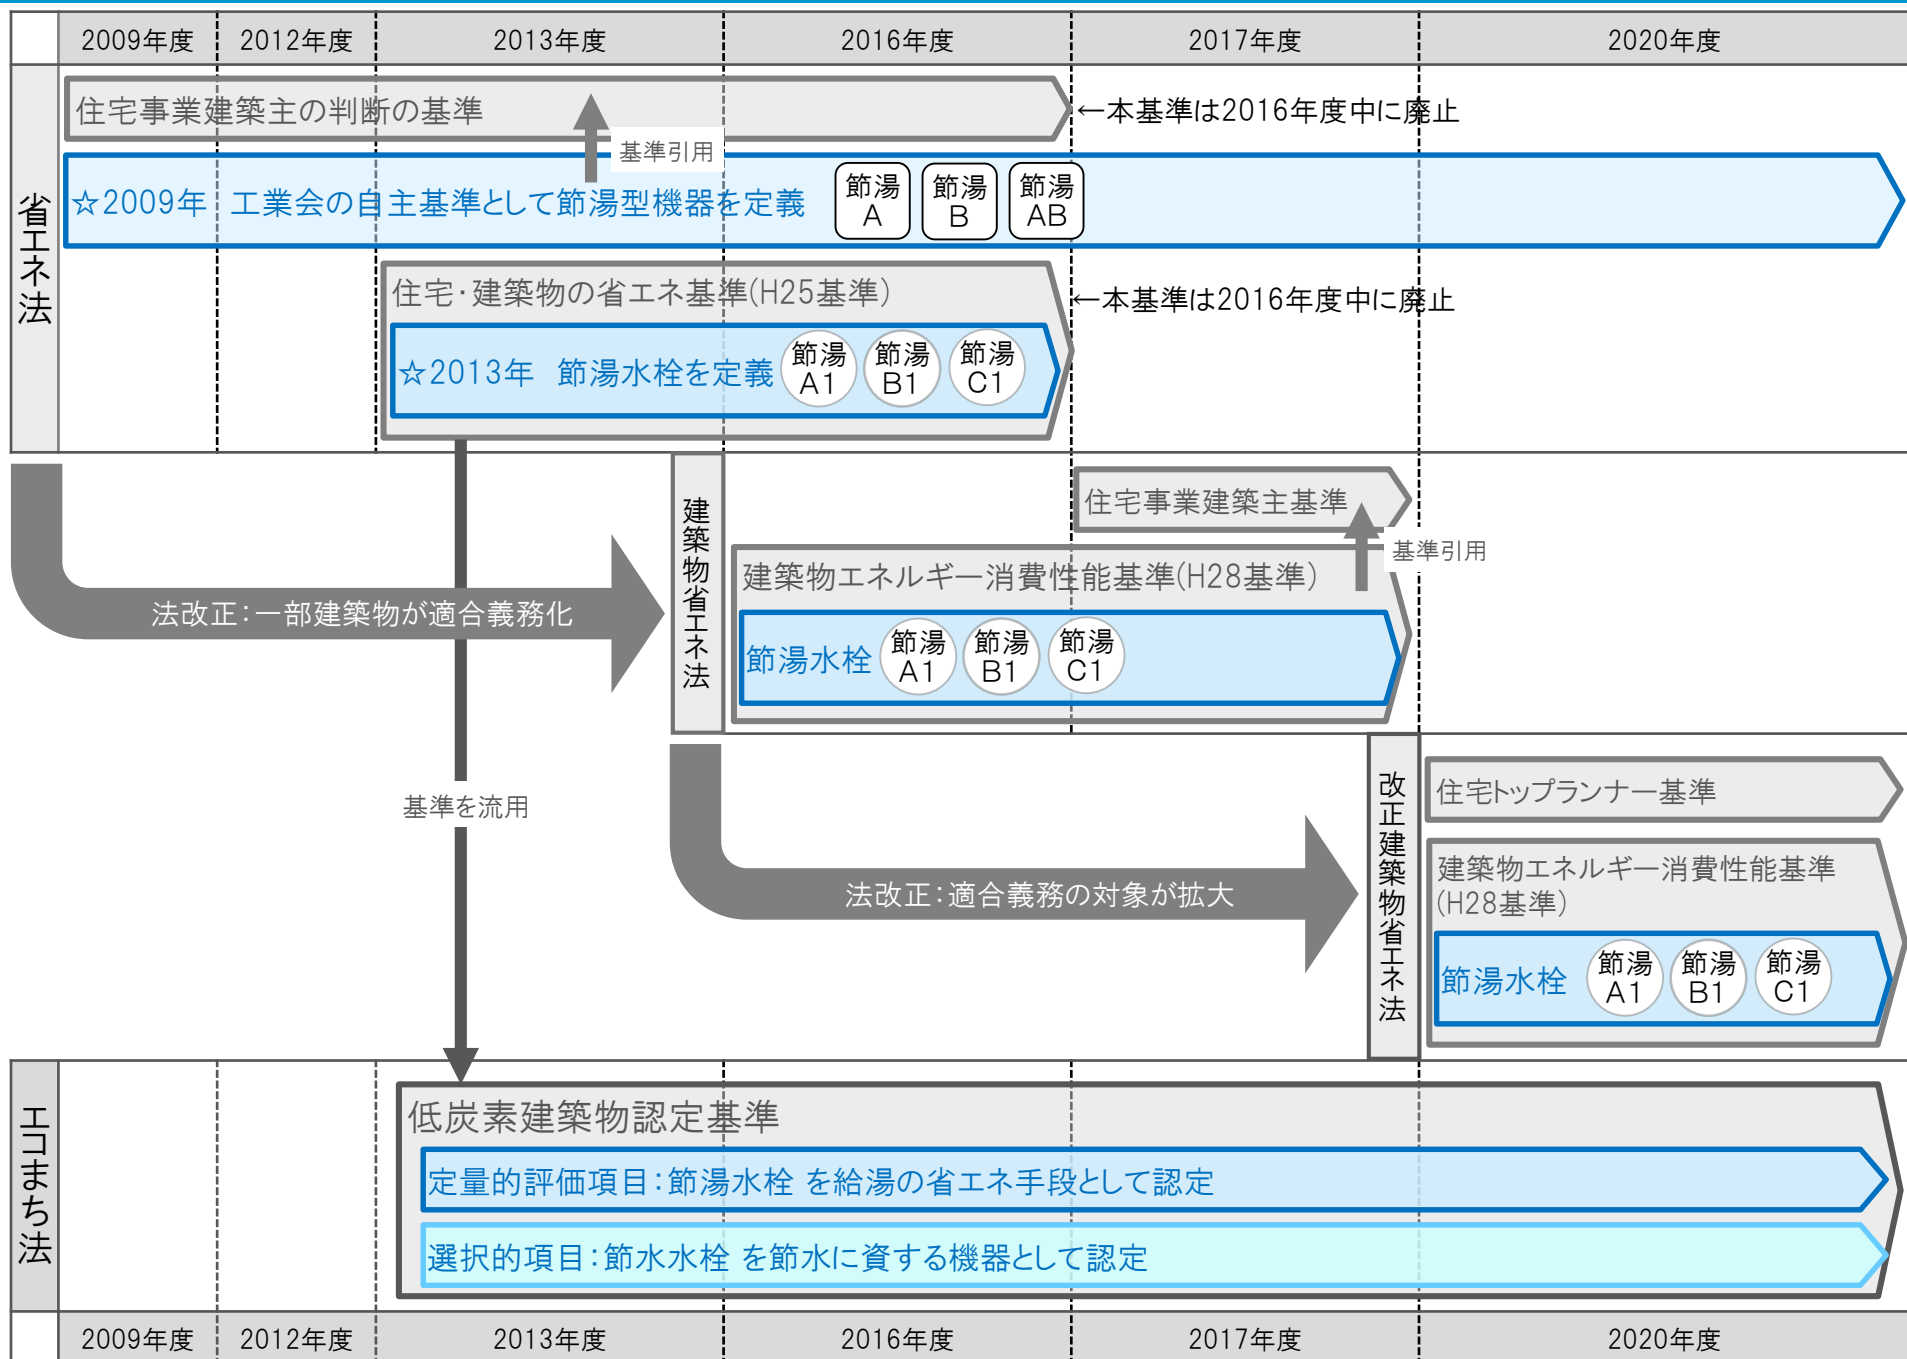 2009年度 2012年度 2013年度 2016年度 2017年度 2020年度
省エネ法
住宅事業建築主の判断の基準
←本基準は2016年度中に廃止
基準引用
☆2009年 工業会の自主基準として節湯型機器を定義
節湯
A
節湯
B
節湯
AB
住宅・建築物の省エネ基準(H25基準)
←本基準は2016年度中に廃止
☆2013年 節湯水栓を定義
節湯
A1
節湯
B1
節湯
C1
法改正：一部建築物が適合義務化
建築物省エネ法
住宅事業建築主基準
基準引用
建築物エネルギー消費性能基準(H28基準)
節湯水栓
節湯
A1
節湯
B1
節湯
C1
基準を流用
法改正：適合義務の対象が拡大
改正建築物省エネ法
住宅トップランナー基準
建築物エネルギー消費性能基準
(H28基準)
節湯水栓
節湯
A1
節湯
B1
節湯
C1
エコまち法
低炭素建築物認定基準
定量的評価項目：節湯水栓 を給湯の省エネ手段として認定
選択的項目：節水水栓 を節水に資する機器として認定
2009年度 2012年度 2013年度 2016年度 2017年度 2020年度